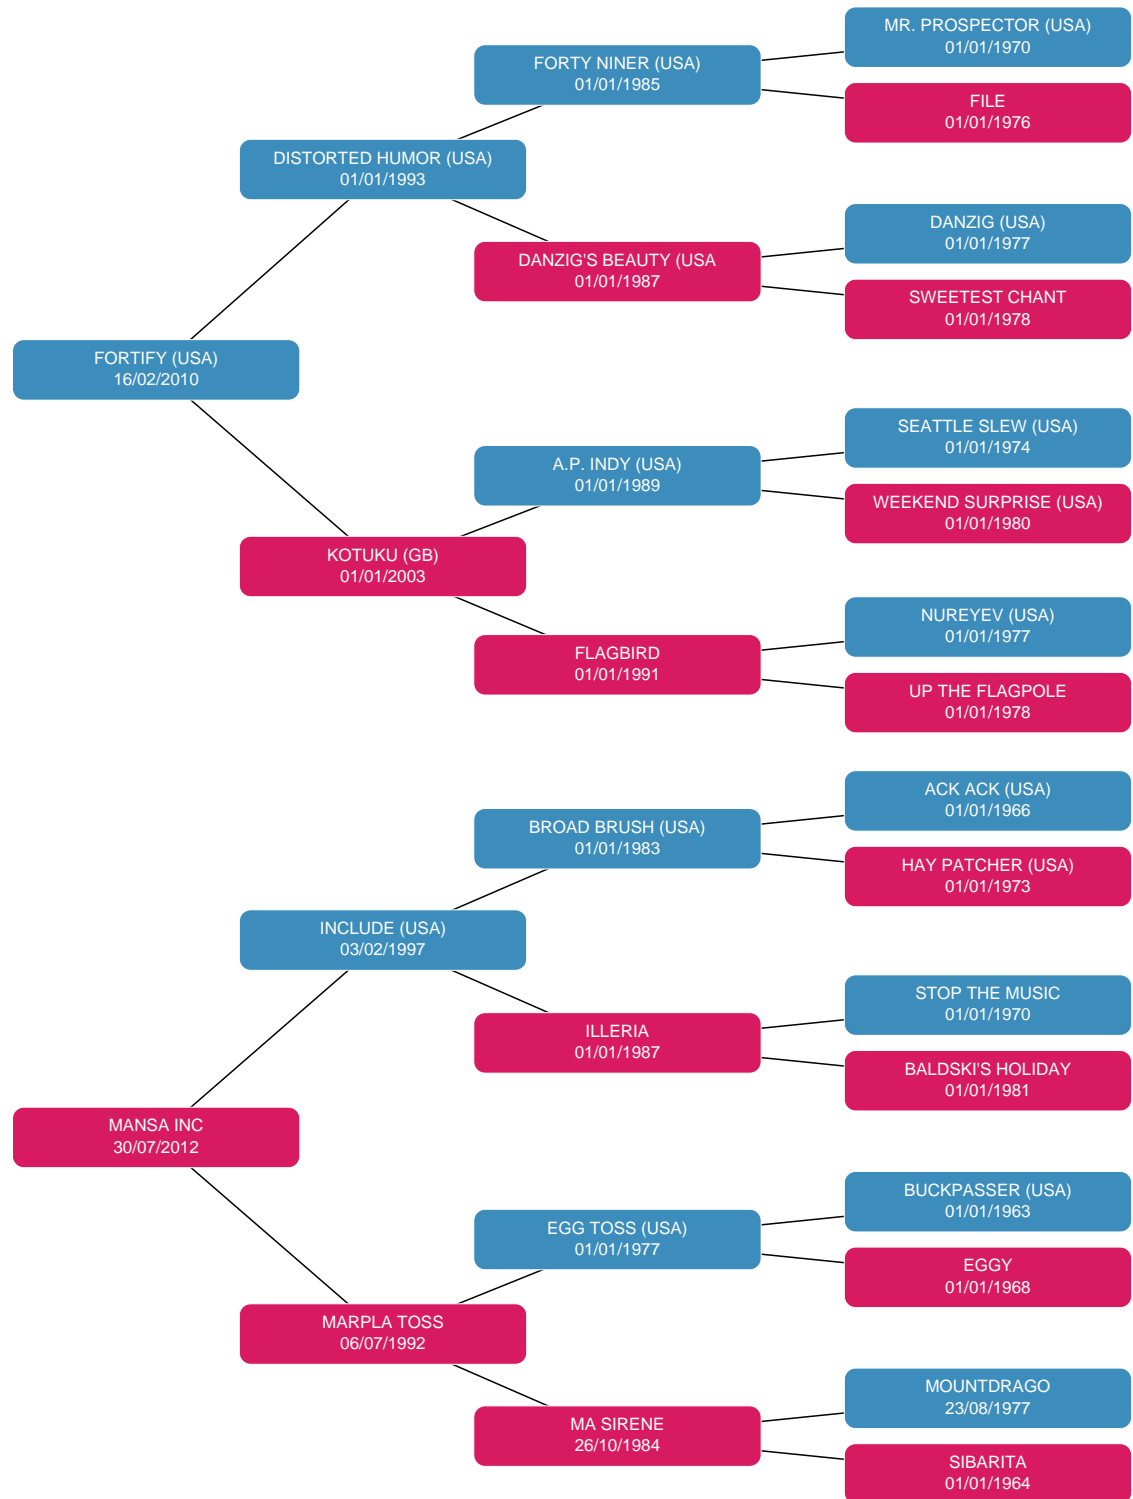 MR. PROSPECTOR (USA)
01/01/1970
FORTY NINER (USA)
01/01/1985
FILE
01/01/1976
DISTORTED HUMOR (USA)
01/01/1993
DANZIG (USA)
01/01/1977
DANZIG'S BEAUTY (USA
01/01/1987
SWEETEST CHANT
01/01/1978
FORTIFY (USA)
16/02/2010
SEATTLE SLEW (USA)
01/01/1974
A.P. INDY (USA)
01/01/1989
WEEKEND SURPRISE (USA)
01/01/1980
KOTUKU (GB)
01/01/2003
NUREYEV (USA)
01/01/1977
FLAGBIRD
01/01/1991
UP THE FLAGPOLE
01/01/1978
ACK ACK (USA)
01/01/1966
BROAD BRUSH (USA)
01/01/1983
HAY PATCHER (USA)
01/01/1973
INCLUDE (USA)
03/02/1997
STOP THE MUSIC
01/01/1970
ILLERIA
01/01/1987
BALDSKI'S HOLIDAY
01/01/1981
MANSA INC
30/07/2012
BUCKPASSER (USA)
01/01/1963
EGG TOSS (USA)
01/01/1977
EGGY
01/01/1968
MARPLA TOSS
06/07/1992
MOUNTDRAGO
23/08/1977
MA SIRENE
26/10/1984
SIBARITA
01/01/1964